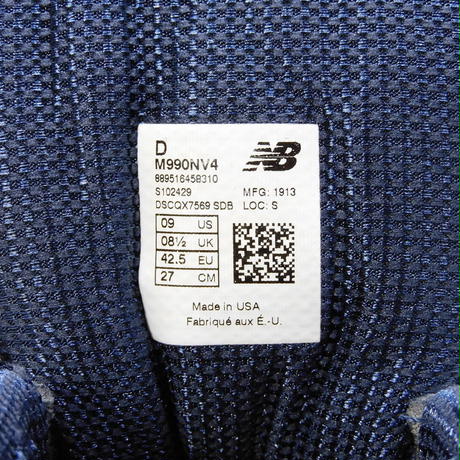 D
M990NV4
889516458310
S102429 MFG: 1913
DSCQX7569 SDB LOC: S
09 US
08½ UK
42.5 EU
27 CM
NB
Made in USA
Fabriqué aux É.-U.